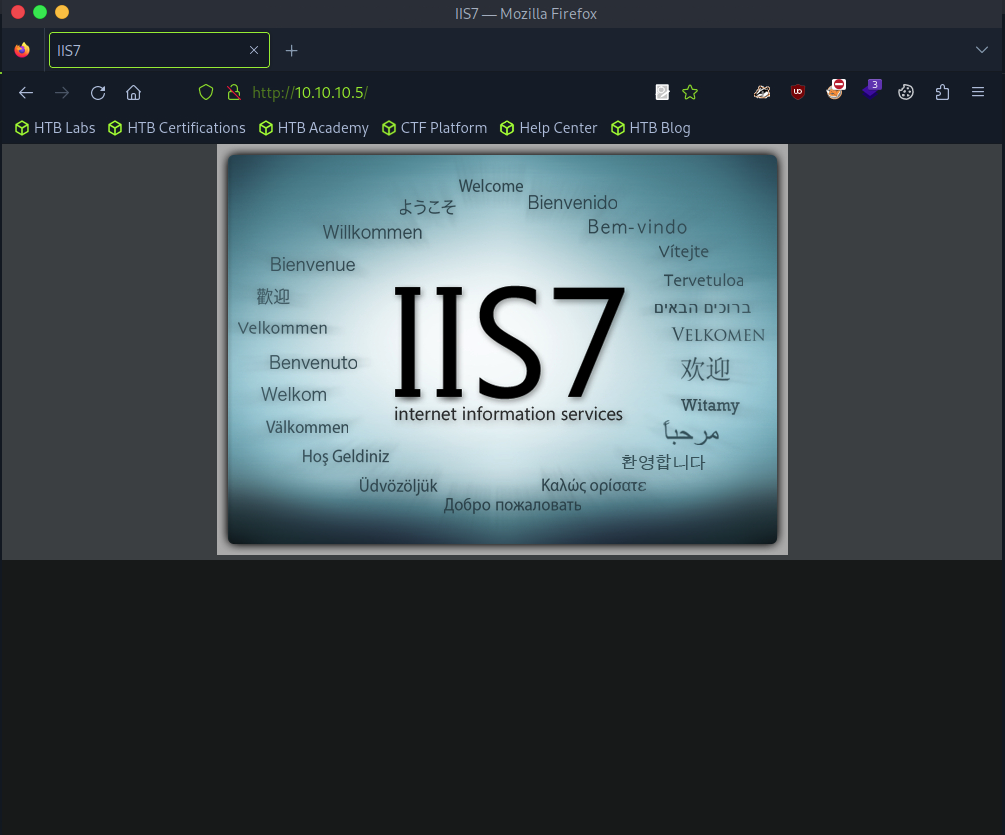 IIS7 — Mozilla Firefox
IIS7
http://10.10.10.5/
3
HTB Labs HTB Certifications HTB Academy CTF Platform Help Center HTB Blog
Welcome
Bienvenido
ようこそ
Bem-vindo
Willkommen
Vítejte
Bienvenue
Tervetuloa
歡迎
ברוכים הבאים
Velkommen
VELKOMEN
Benvenuto
欢迎
Welkom
Witamy
Välkommen
مرحباً
Hoş Geldiniz
환영합니다
Üdvözöljük
Καλώς ορίσατε
Добро пожаловать
IIS7
internet information services